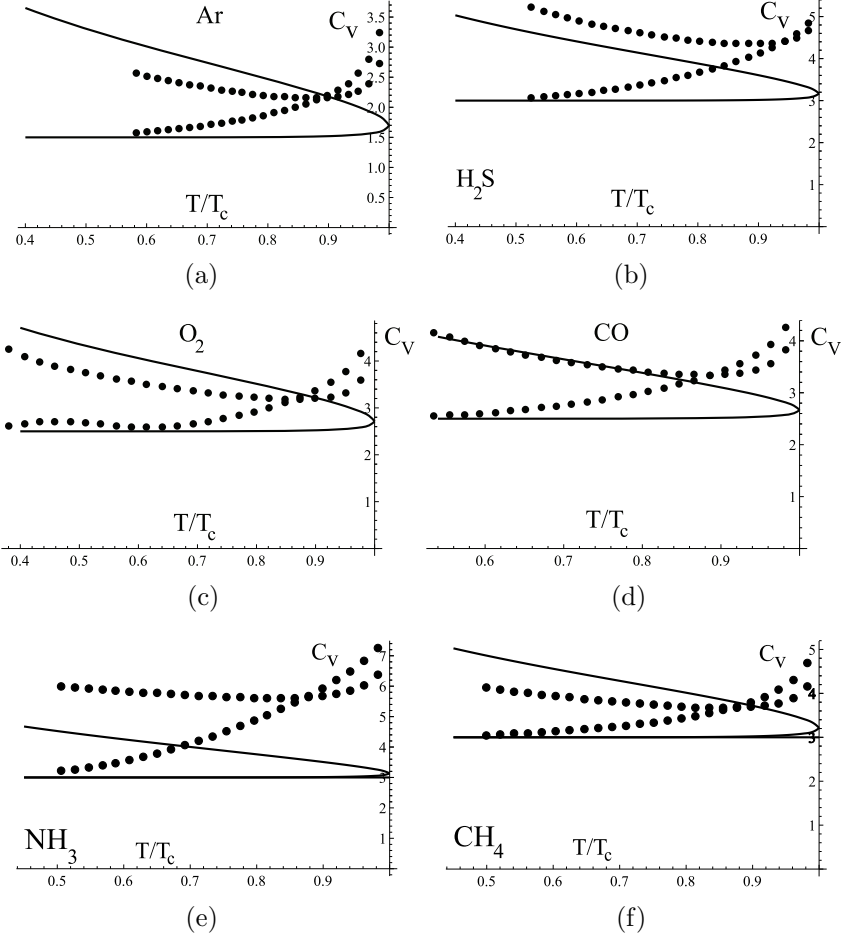 Ar
C_V
3.5
3.0
2.5
2.0
1.5
1.0
0.5
T/T_c
0.4 0.5 0.6 0.7 0.8 0.9
(a)
C_V
5
4
3
2
1
H_2S
T/T_c
0.4 0.5 0.6 0.7 0.8 0.9
(b)
O_2
C_V
4
3
2
1
T/T_c
0.7 0.6 0.5 0.4 0.8 0.9
(c)
CO
C_V
4
3
2
1
T/T_c
0.6 0.7 0.8 0.9
(d)
C_V
7
6
5
4
3
2
1
NH_3
T/T_c
0.5 0.6 0.7 0.8 0.9
(e)
C_V
5
4
3
2
1
CH_4
T/T_c
0.5 0.6 0.7 0.8 0.9
(f)